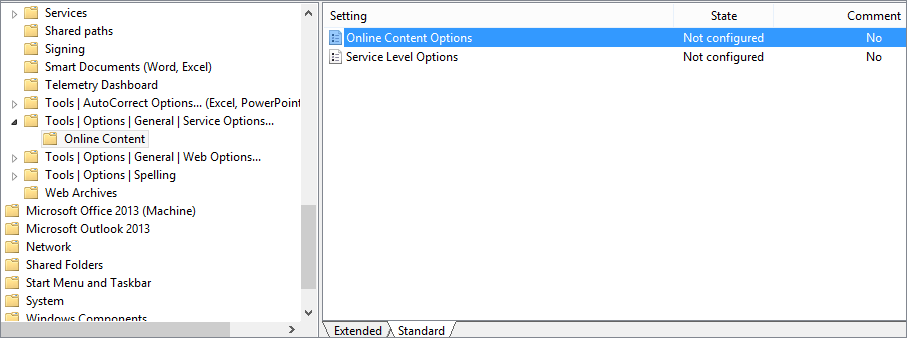 Services
Shared paths
Signing
Smart Documents (Word, Excel)
Telemetry Dashboard
Tools | AutoCorrect Options... (Excel, PowerPoint
Tools | Options | General | Service Options...
Online Content
Tools | Options | General | Web Options...
Tools | Options | Spelling
Web Archives
Microsoft Office 2013 (Machine)
Microsoft Outlook 2013
Network
Shared Folders
Start Menu and Taskbar
System
Windows Components
Setting State Comment
Online Content Options Not configured No
Service Level Options Not configured No
Extended Standard